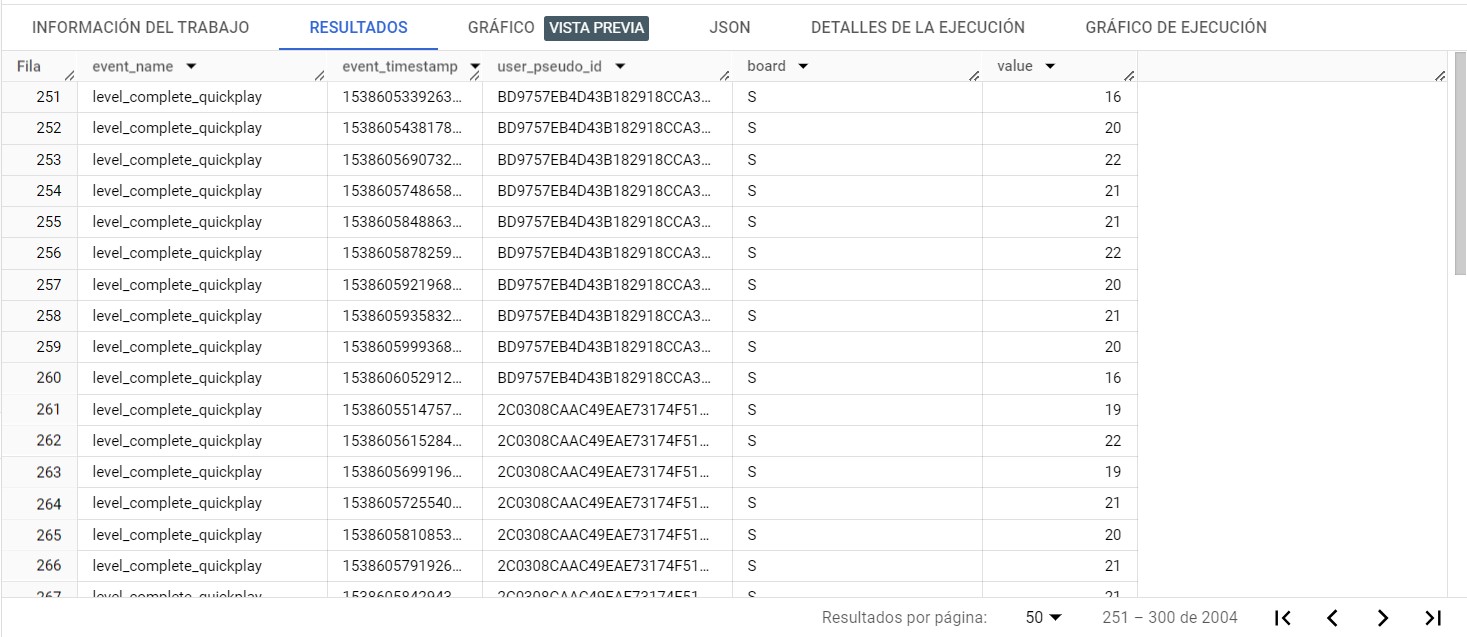 INFORMACIÓN DEL TRABAJO RESULTADOS GRÁFICO VISTA PREVIA JSON DETALLES DE LA EJECUCIÓN GRÁFICO DE EJECUCIÓN
Fila event_name event_timestamp user_pseudo_id board value
251 level_complete_quickplay 1538605339263... BD9757EB4D43B182918CCA3... S 16
252 level_complete_quickplay 1538605438178... BD9757EB4D43B182918CCA3... S 20
253 level_complete_quickplay 1538605690732... BD9757EB4D43B182918CCA3... S 22
254 level_complete_quickplay 1538605748658... BD9757EB4D43B182918CCA3... S 21
255 level_complete_quickplay 1538605848863... BD9757EB4D43B182918CCA3... S 21
256 level_complete_quickplay 1538605878259... BD9757EB4D43B182918CCA3... S 22
257 level_complete_quickplay 1538605921968... BD9757EB4D43B182918CCA3... S 20
258 level_complete_quickplay 1538605935832... BD9757EB4D43B182918CCA3... S 21
259 level_complete_quickplay 1538605999368... BD9757EB4D43B182918CCA3... S 20
260 level_complete_quickplay 1538606052912... BD9757EB4D43B182918CCA3... S 16
261 level_complete_quickplay 1538605514757... 2C0308CAAC49EAE73174F51... S 19
262 level_complete_quickplay 1538605615284... 2C0308CAAC49EAE73174F51... S 22
263 level_complete_quickplay 1538605699196... 2C0308CAAC49EAE73174F51... S 19
264 level_complete_quickplay 1538605725540... 2C0308CAAC49EAE73174F51... S 21
265 level_complete_quickplay 1538605810853... 2C0308CAAC49EAE73174F51... S 20
266 level_complete_quickplay 1538605791926... 2C0308CAAC49EAE73174F51... S 21
267 level_complete_quickplay 1538605842943... 2C0308CAAC49EAE73174F51... S 21
Resultados por página: 50 251 – 300 de 2004